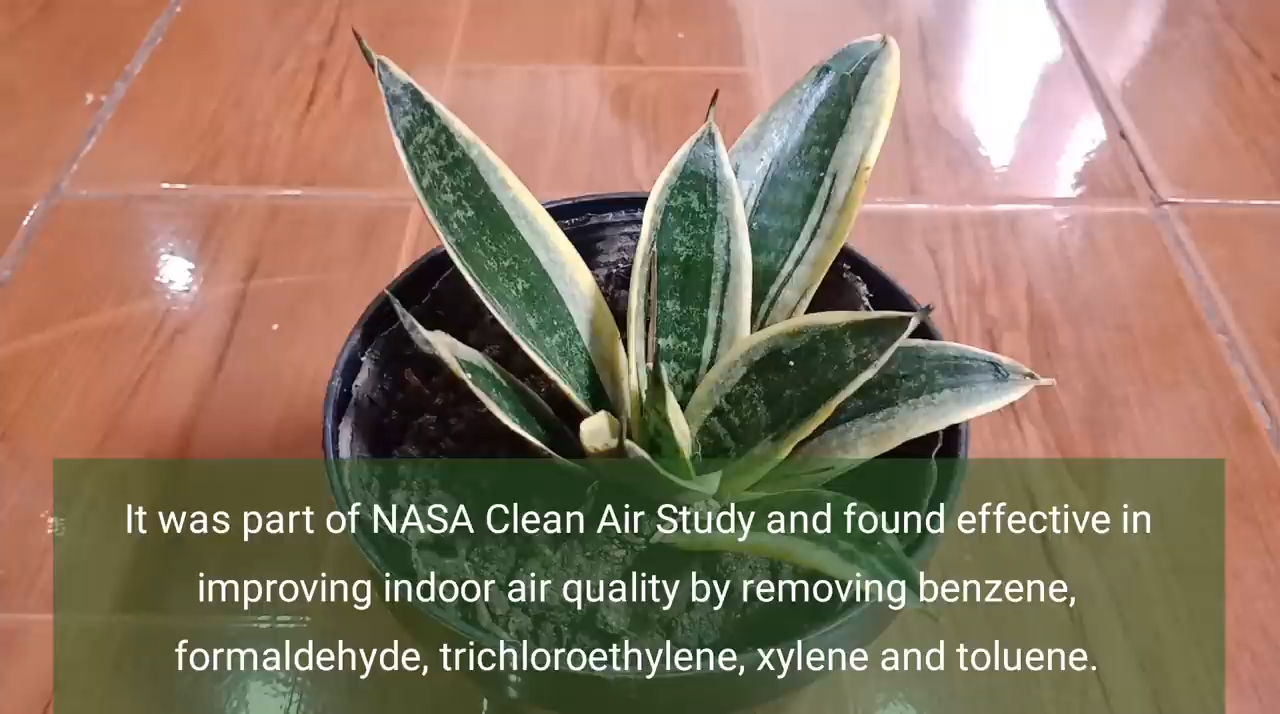 It was part of NASA Clean Air Study and found effective in
improving indoor air quality by removing benzene,
formaldehyde, trichloroethylene, xylene and toluene.